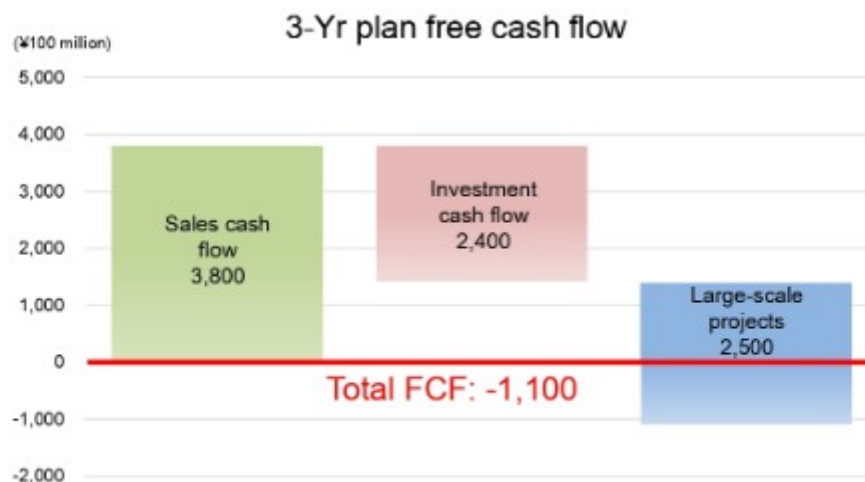 3-Yr plan free cash flow
(¥100 million)
5,000
4,000
3,000
2,000
1,000
0
-1,000
-2,000
Sales cash
flow
3,800
Investment
cash flow
2,400
Large-scale
projects
2,500
Total FCF: -1,100